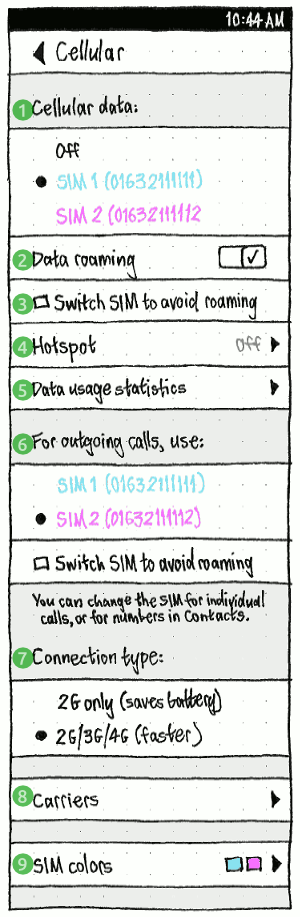 10:44 AM
Cellular
1 Cellular data:
Off
SIM 1 (01632111111)
SIM 2 (01632111112
2 Data roaming
3 Switch SIM to avoid roaming
4 Hotspot Off
5 Data usage statistics
6 For outgoing calls, use:
SIM 1 (01632111111)
SIM 2 (01632111112)
Switch SIM to avoid roaming
You can change the SIM for individual
calls, or for numbers in Contacts.
7 Connection type:
2G only (saves battery)
2G/3G/4G (faster)
8 Carriers
9 SIM colors